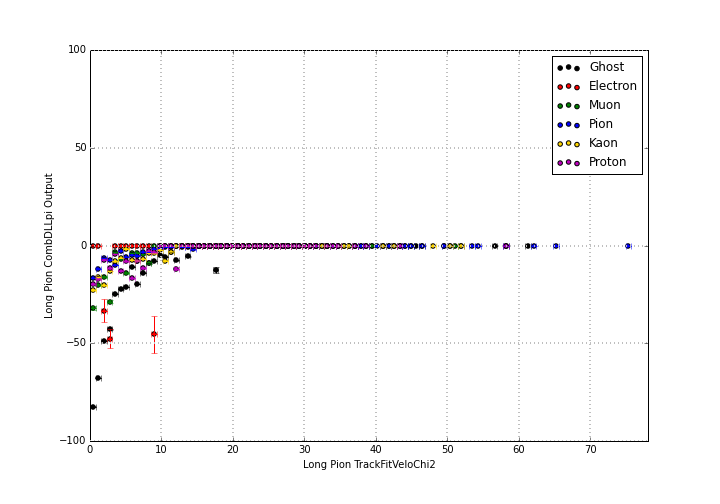 100
50
0
−50
−100
Long Pion CombDLLpi Output
0
10
20
30
40
50
60
70
Long Pion TrackFitVeloChi2
Ghost
Electron
Muon
Pion
Kaon
Proton